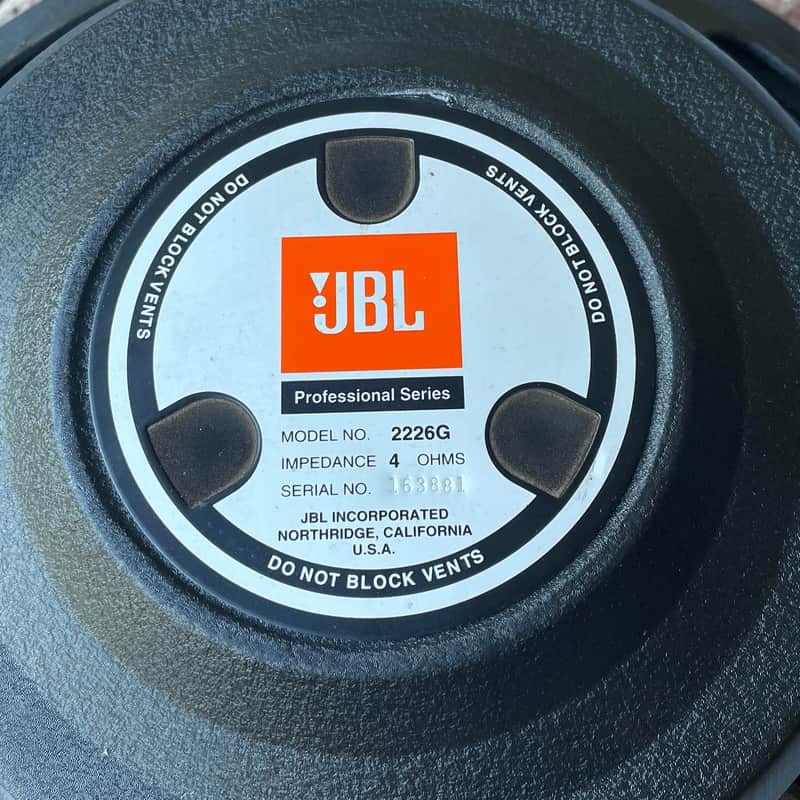 DO NOT BLOCK VENTS
DO NOT BLOCK VENTS
JBL
Professional Series
MODEL NO. 2226G
IMPEDANCE 4 OHMS
SERIAL NO. 163881
JBL INCORPORATED
NORTHRIDGE, CALIFORNIA
U.S.A.
DO NOT BLOCK VENTS